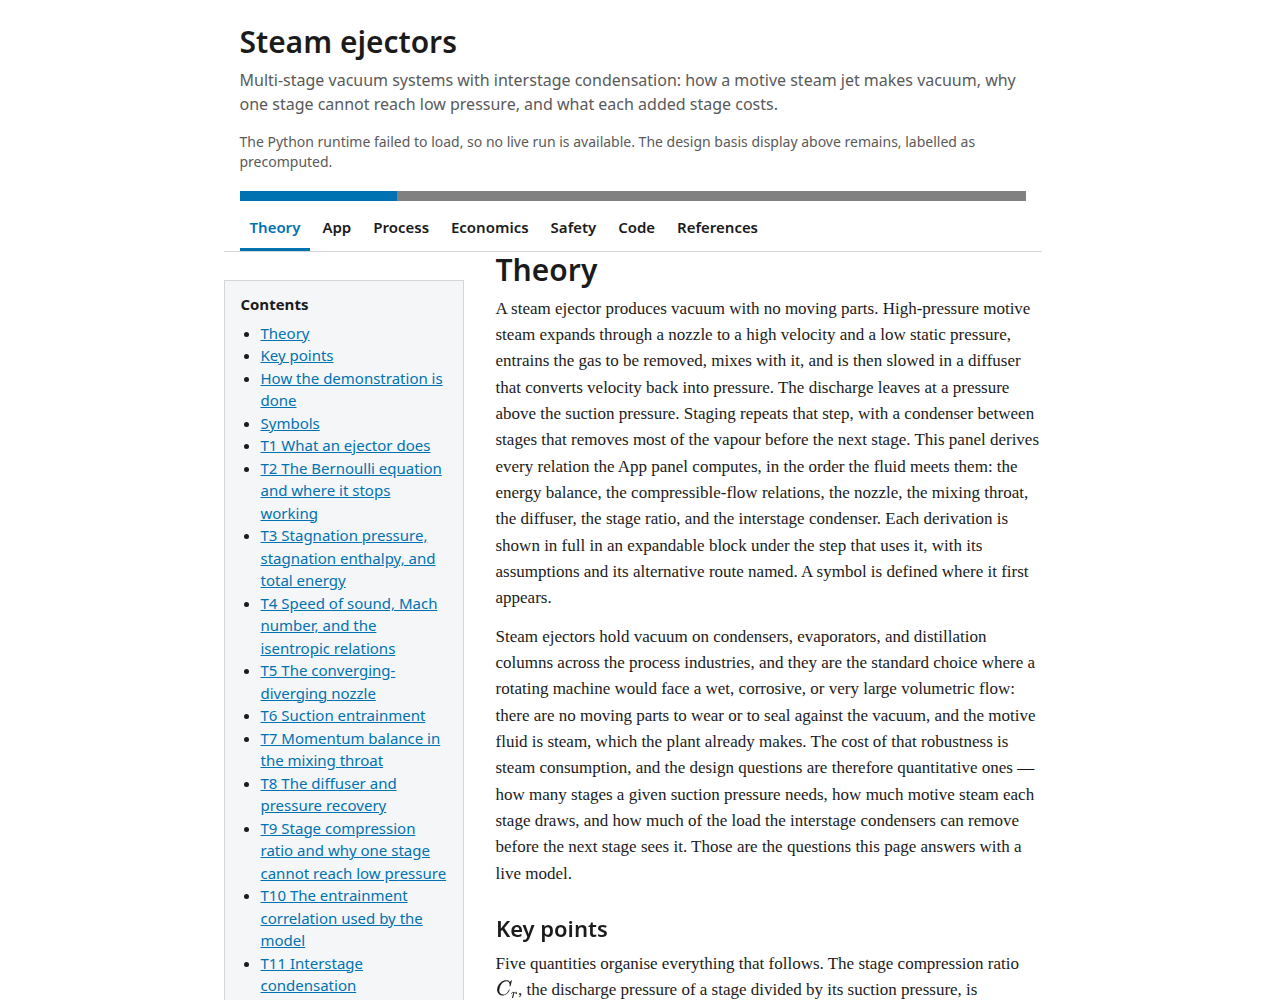 Steam ejectors
Multi-stage vacuum systems with interstage condensation: how a motive steam jet makes vacuum, why
one stage cannot reach low pressure, and what each added stage costs.
The Python runtime failed to load, so no live run is available. The design basis display above remains, labelled as
precomputed.
Theory App Process Economics Safety Code References
Contents
Theory
Key points
How the demonstration is
done
Symbols
T1 What an ejector does
T2 The Bernoulli equation
and where it stops
working
T3 Stagnation pressure,
stagnation enthalpy, and
total energy
T4 Speed of sound, Mach
number, and the
isentropic relations
T5 The converging-
diverging nozzle
T6 Suction entrainment
T7 Momentum balance in
the mixing throat
T8 The diffuser and
pressure recovery
T9 Stage compression
ratio and why one stage
cannot reach low pressure
T10 The entrainment
correlation used by the
model
T11 Interstage
condensation
Theory
A steam ejector produces vacuum with no moving parts. High-pressure motive
steam expands through a nozzle to a high velocity and a low static pressure,
entrains the gas to be removed, mixes with it, and is then slowed in a diffuser
that converts velocity back into pressure. The discharge leaves at a pressure
above the suction pressure. Staging repeats that step, with a condenser between
stages that removes most of the vapour before the next stage. This panel derives
every relation the App panel computes, in the order the fluid meets them: the
energy balance, the compressible-flow relations, the nozzle, the mixing throat,
the diffuser, the stage ratio, and the interstage condenser. Each derivation is
shown in full in an expandable block under the step that uses it, with its
assumptions and its alternative route named. A symbol is defined where it first
appears.
Steam ejectors hold vacuum on condensers, evaporators, and distillation
columns across the process industries, and they are the standard choice where a
rotating machine would face a wet, corrosive, or very large volumetric flow:
there are no moving parts to wear or to seal against the vacuum, and the motive
fluid is steam, which the plant already makes. The cost of that robustness is
steam consumption, and the design questions are therefore quantitative ones —
how many stages a given suction pressure needs, how much motive steam each
stage draws, and how much of the load the interstage condensers can remove
before the next stage sees it. Those are the questions this page answers with a
live model.
Key points
Five quantities organise everything that follows. The stage compression ratio
C_r, the discharge pressure of a stage divided by its suction pressure, is